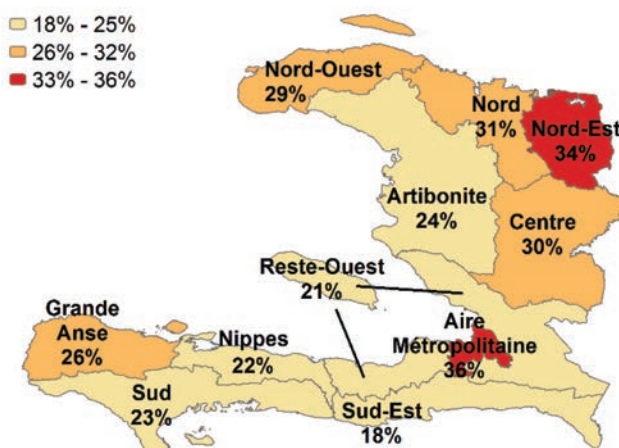 18% - 25%
26% - 32%
33% - 36%
Nord-Ouest
29%
Nord
31%
Nord-Est
34%
Artibonite
24%
Centre
30%
Reste-Ouest
21%
Grande
Anse
26%
Nippes
22%
Aire
Métropolitaine
36%
Sud
23%
Sud-Est
18%